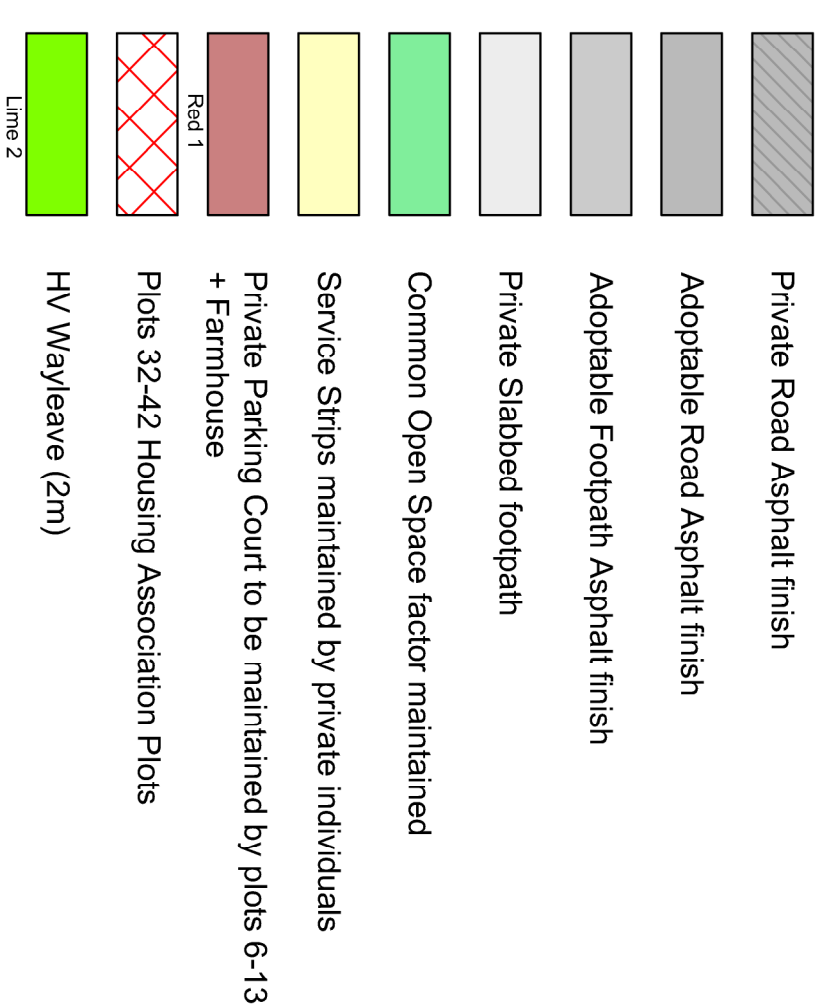 Private Road Asphalt finish
Adoptable Road Asphalt finish
Adoptable Footpath Asphalt finish
Private Slabbed footpath
Common Open Space factor maintained
Service Strips maintained by private individuals
Private Parking Court to be maintained by plots 6-13
+ Farmhouse
Red 1
Plots 32-42 Housing Association Plots
HV Wayleave (2m)
Lime 2